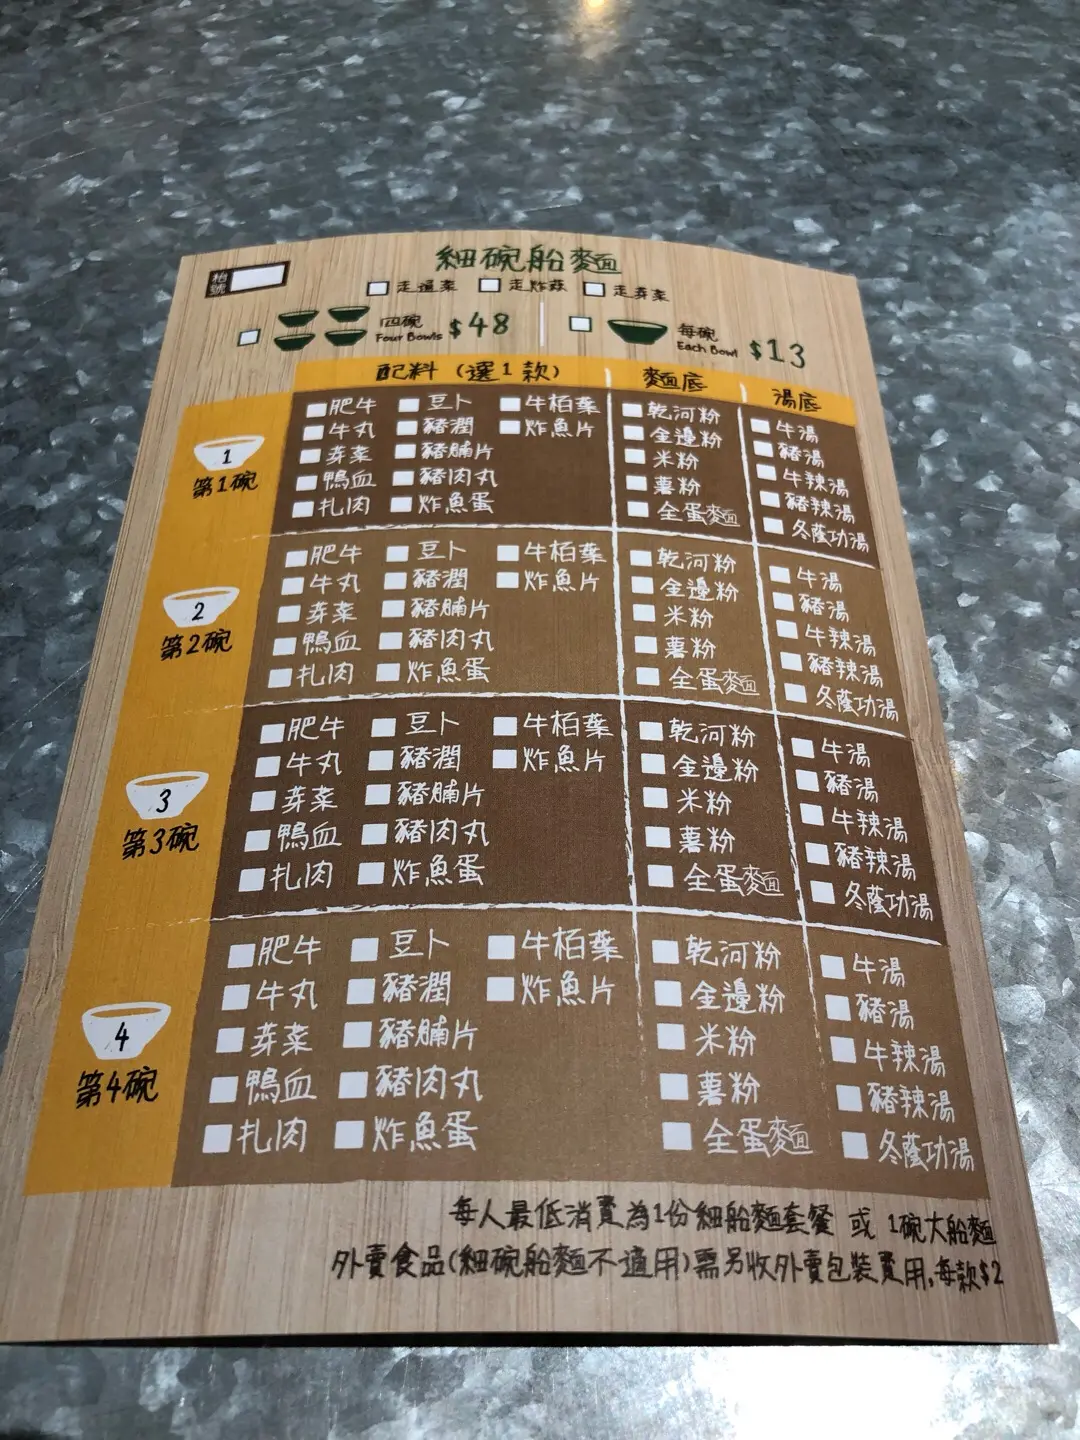 細碗船麵
枱號
走通菜 走炸蒜 走芽菜
四碗 Four Bowls $48 每碗 Each Bowl $13
配料 (選1款) 麵底 湯底
1
第1碗
肥牛 豆卜 牛栢葉 乾河粉 牛湯
牛丸 豬潤 炸魚片 金邊粉 豬湯
芽菜 豬腩片 米粉 牛辣湯
鴨血 豬肉丸 薯粉 豬辣湯
扎肉 炸魚蛋 全蛋麵 冬蔭功湯
2
第2碗
肥牛 豆卜 牛栢葉 乾河粉 牛湯
牛丸 豬潤 炸魚片 金邊粉 豬湯
芽菜 豬腩片 米粉 牛辣湯
鴨血 豬肉丸 薯粉 豬辣湯
扎肉 炸魚蛋 全蛋麵 冬蔭功湯
3
第3碗
肥牛 豆卜 牛栢葉 乾河粉 牛湯
牛丸 豬潤 炸魚片 金邊粉 豬湯
芽菜 豬腩片 米粉 牛辣湯
鴨血 豬肉丸 薯粉 豬辣湯
扎肉 炸魚蛋 全蛋麵 冬蔭功湯
4
第4碗
肥牛 豆卜 牛栢葉 乾河粉 牛湯
牛丸 豬潤 炸魚片 金邊粉 豬湯
芽菜 豬腩片 米粉 牛辣湯
鴨血 豬肉丸 薯粉 豬辣湯
扎肉 炸魚蛋 全蛋麵 冬蔭功湯
每人最低消費為1份細船麵套餐 或 1碗大船麵
外賣食品(細碗船麵不適用)需另收外賣包裝費用,每款$2